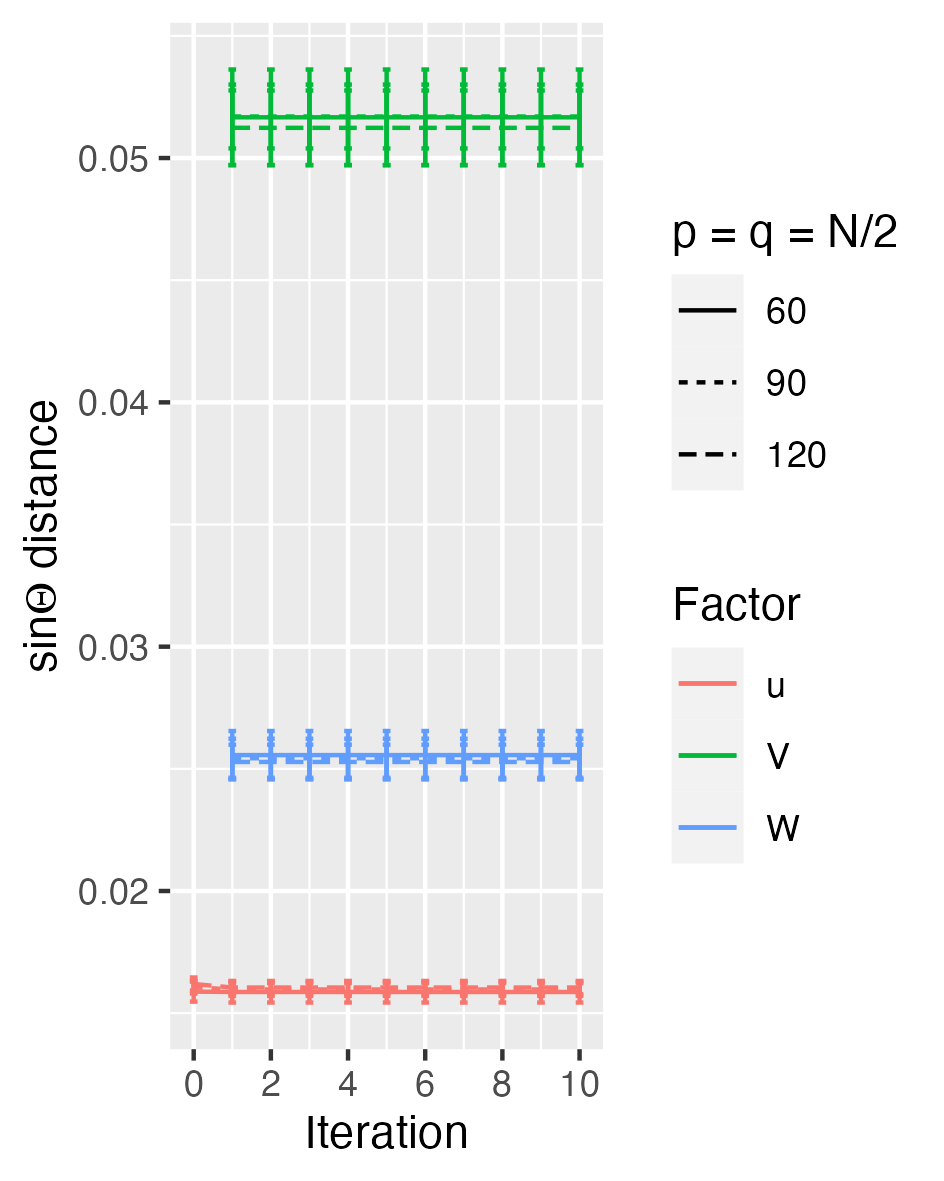 sinΘ distance
0.05
0.04
0.03
0.02
0 2 4 6 8 10
Iteration
p = q = N/2
60
90
120
Factor
u
V
W